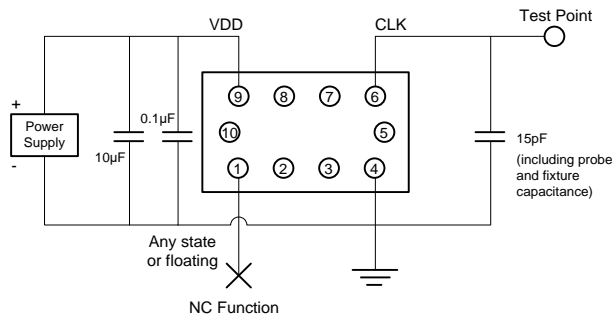 VDD
CLK
Test Point
+
Power
Supply
-
10µF
0.1µF
9
8
7
6
10
5
1
2
3
4
15pF
(including probe
and fixture
capacitance)
Any state
or floating
NC Function